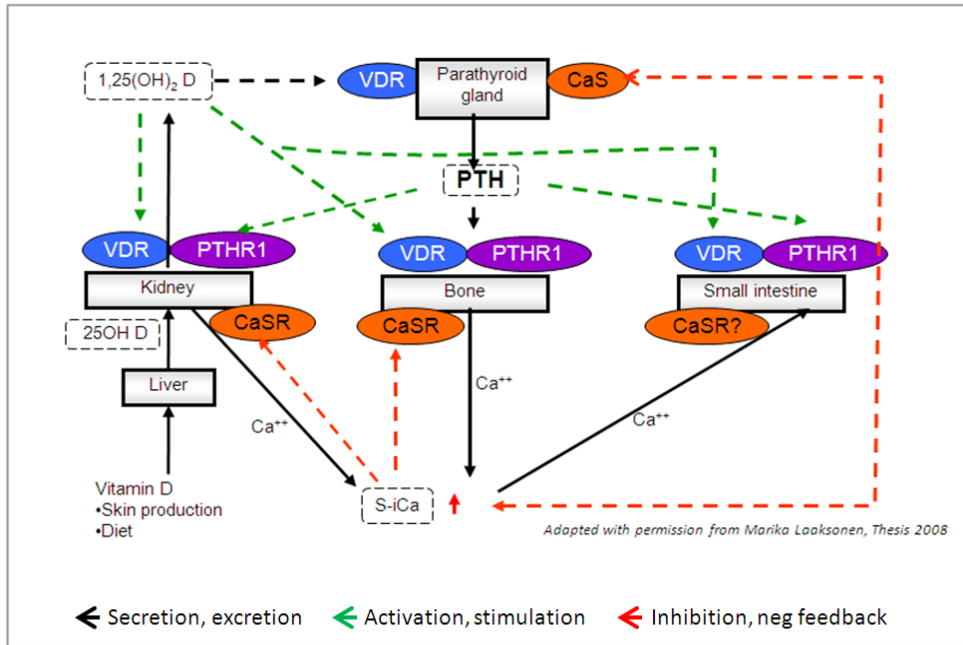 1,25(OH)₂ D
VDR
Parathyroid
gland
CaS
PTH
VDR
PTHR1
VDR
PTHR1
VDR
PTHR1
Kidney
Bone
Small intestine
CaSR
CaSR
CaSR?
25OH D
Liver
Ca⁺⁺
Ca⁺⁺
Ca⁺⁺
Vitamin D
•Skin production
•Diet
S-iCa
Adapted with permission from Marika Laaksonen, Thesis 2008
Secretion, excretion
Activation, stimulation
Inhibition, neg feedback